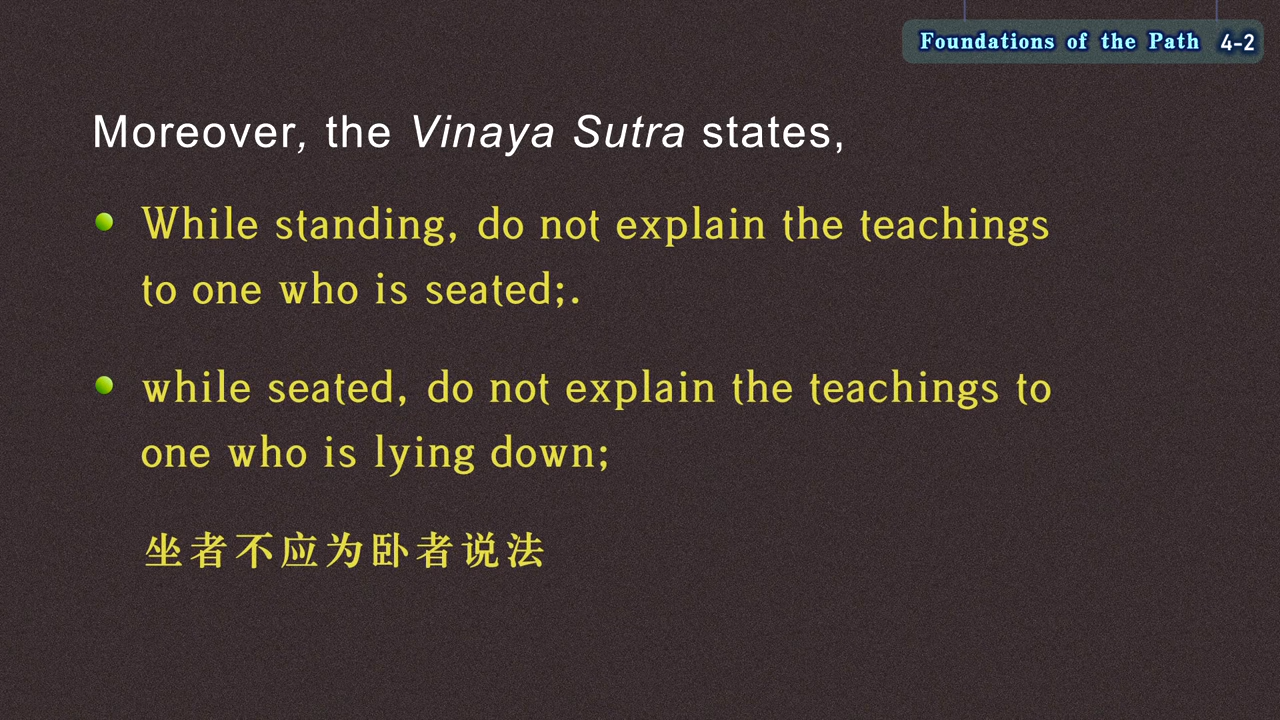 Foundations of the Path 4-2
Moreover, the Vinaya Sutra states,
While standing, do not explain the teachings
to one who is seated;.
while seated, do not explain the teachings to
one who is lying down;
坐者不应为卧者说法